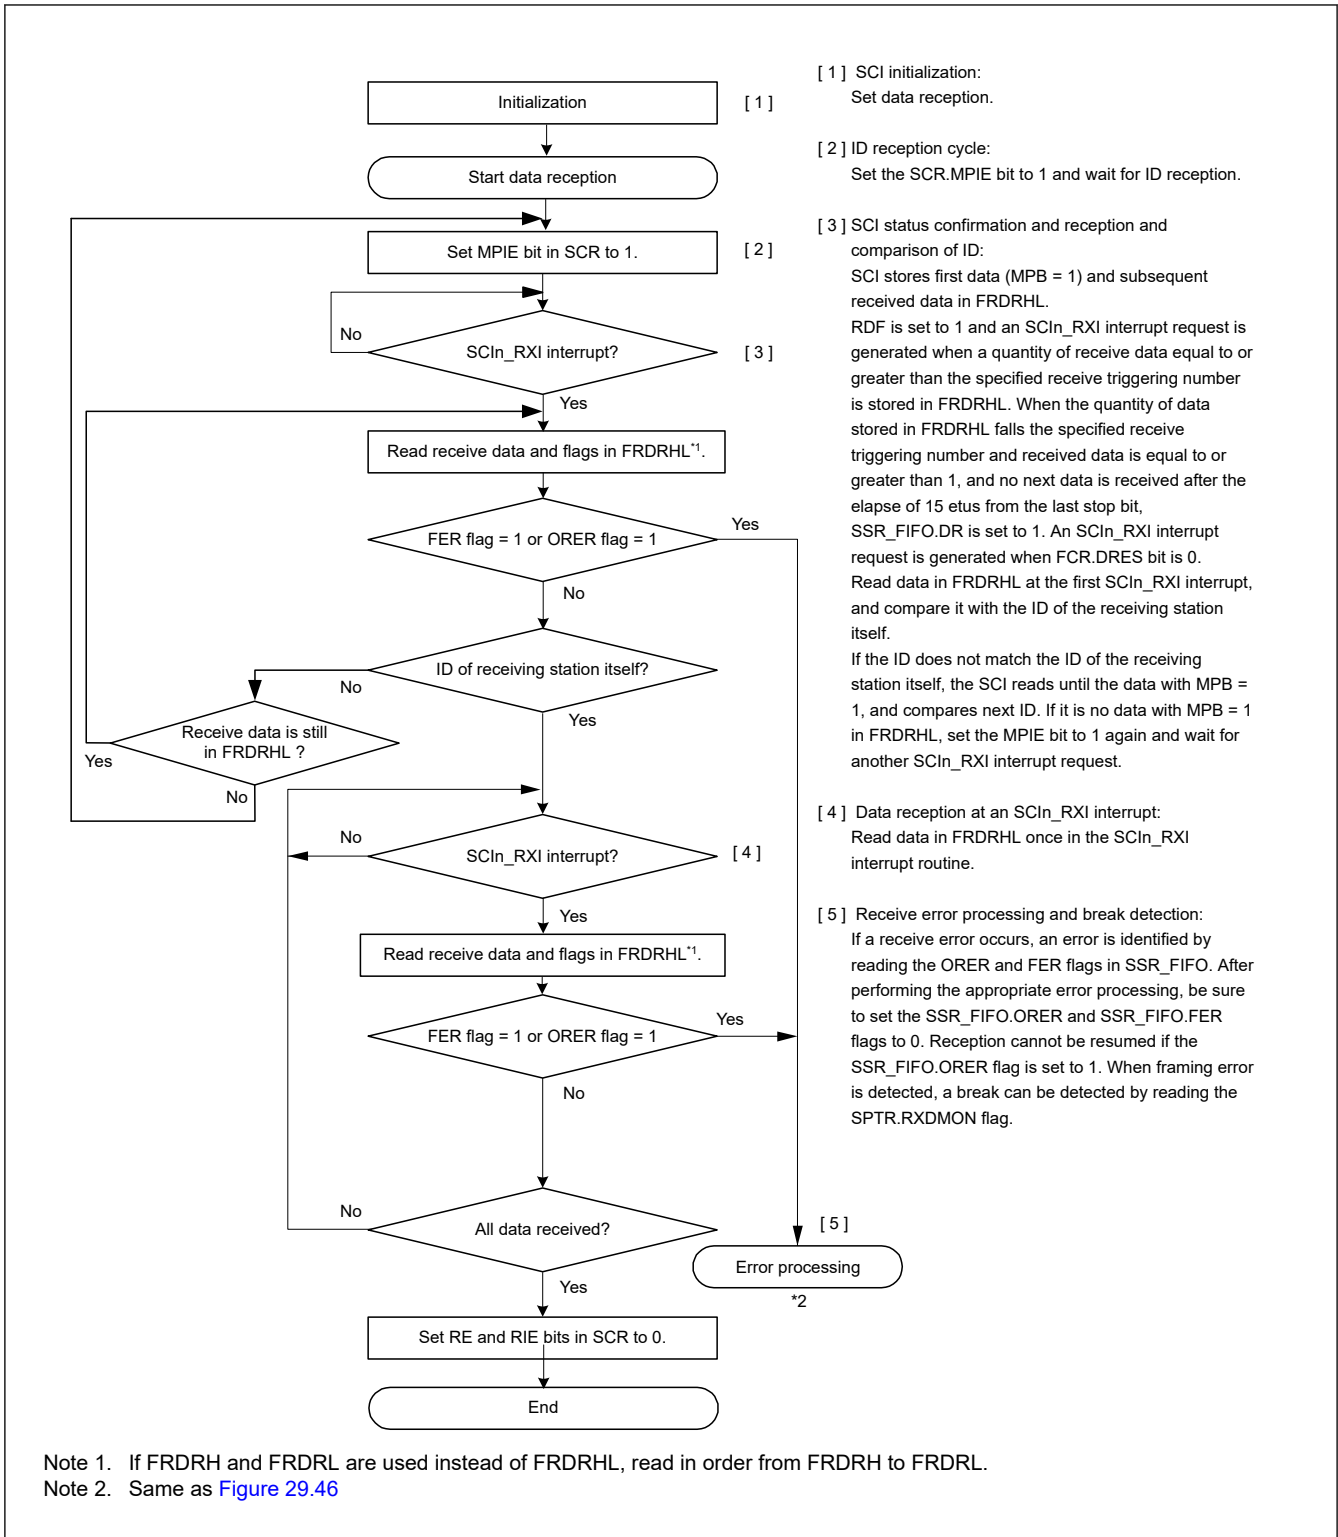 Initialization
[ 1 ]
Start data reception
Set MPIE bit in SCR to 1.
[ 2 ]
No
SCIn_RXI interrupt?
[ 3 ]
Yes
Read receive data and flags in FRDRHL*1.
FER flag = 1 or ORER flag = 1
Yes
No
ID of receiving station itself?
No
Yes
Receive data is still
in FRDRHL ?
Yes
No
No
SCIn_RXI interrupt?
[ 4 ]
Yes
Read receive data and flags in FRDRHL*1.
FER flag = 1 or ORER flag = 1
Yes
No
No
All data received?
Yes
[ 5 ]
Error processing
*2
Set RE and RIE bits in SCR to 0.
End
[ 1 ] SCI initialization:
Set data reception.
[ 2 ] ID reception cycle:
Set the SCR.MPIE bit to 1 and wait for ID reception.
[ 3 ] SCI status confirmation and reception and
comparison of ID:
SCI stores first data (MPB = 1) and subsequent
received data in FRDRHL.
RDF is set to 1 and an SCIn_RXI interrupt request is
generated when a quantity of receive data equal to or
greater than the specified receive triggering number
is stored in FRDRHL. When the quantity of data
stored in FRDRHL falls the specified receive
triggering number and received data is equal to or
greater than 1, and no next data is received after the
elapse of 15 etus from the last stop bit,
SSR_FIFO.DR is set to 1. An SCIn_RXI interrupt
request is generated when FCR.DRES bit is 0.
Read data in FRDRHL at the first SCIn_RXI interrupt,
and compare it with the ID of the receiving station
itself.
If the ID does not match the ID of the receiving
station itself, the SCI reads until the data with MPB =
1, and compares next ID. If it is no data with MPB = 1
in FRDRHL, set the MPIE bit to 1 again and wait for
another SCIn_RXI interrupt request.
[ 4 ] Data reception at an SCIn_RXI interrupt:
Read data in FRDRHL once in the SCIn_RXI
interrupt routine.
[ 5 ] Receive error processing and break detection:
If a receive error occurs, an error is identified by
reading the ORER and FER flags in SSR_FIFO. After
performing the appropriate error processing, be sure
to set the SSR_FIFO.ORER and SSR_FIFO.FER
flags to 0. Reception cannot be resumed if the
SSR_FIFO.ORER flag is set to 1. When framing error
is detected, a break can be detected by reading the
SPTR.RXDMON flag.
Note 1. If FRDRH and FRDRL are used instead of FRDRHL, read in order from FRDRH to FRDRL.
Note 2. Same as Figure 29.46